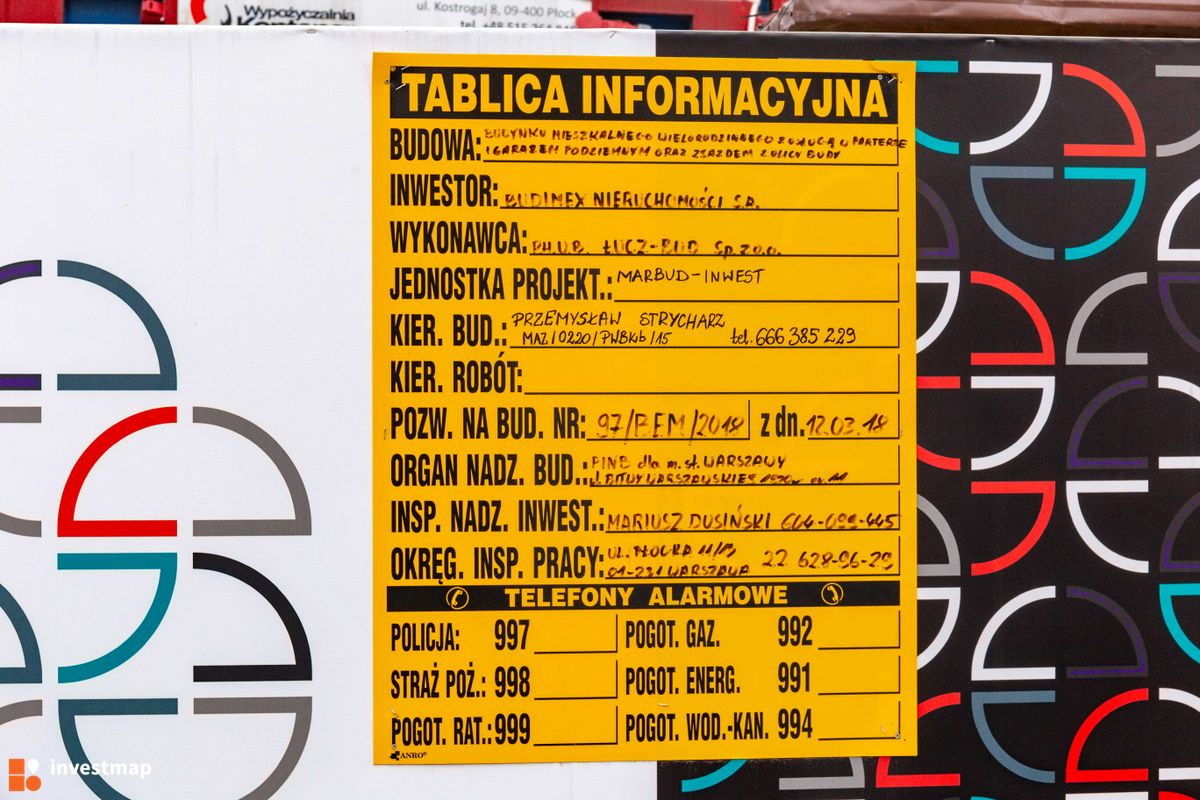 Wypożyczalnia
ul. Kostrogaj 8, 09-400 Płock
TABLICA INFORMACYJNA
BUDOWA: BUDYNKU MIESZKALNEGO WIELORODZINNEGO Z USŁUGĄ W PARTERZE
I GARAŻEM PODZIEMNYM ORAZ ZJAZDEM Z ULICY BUDY
INWESTOR: BUDIMEX NIERUCHOMOŚCI S.A.
WYKONAWCA: P.H.U.B. ŁUCZ-BUD Sp. z o.o.
JEDNOSTKA PROJEKT.: MARBUD-INWEST
KIER. BUD.: PRZEMYSŁAW STRYCHARZ
MAZ/0220/PWBKb/15 tel. 666 385 229
KIER. ROBÓT:
POZW. NA BUD. NR: 97/BEM/2018 z dn. 12.03.18
ORGAN NADZ. BUD.: PINB dla m. st. WARSZAWY
INSP. NADZ. INWEST.: MARIUSZ DUSIŃSKI 604-099-445
OKRĘG. INSP. PRACY: UL. PŁOCKA 11/13 22 628-96-29
01-231 WARSZAWA
TELEFONY ALARMOWE
POLICJA: 997 POGOT. GAZ. 992
STRAŻ POŻ.: 998 POGOT. ENERG. 991
POGOT. RAT.: 999 POGOT. WOD.-KAN. 994
ANRO®
investmap